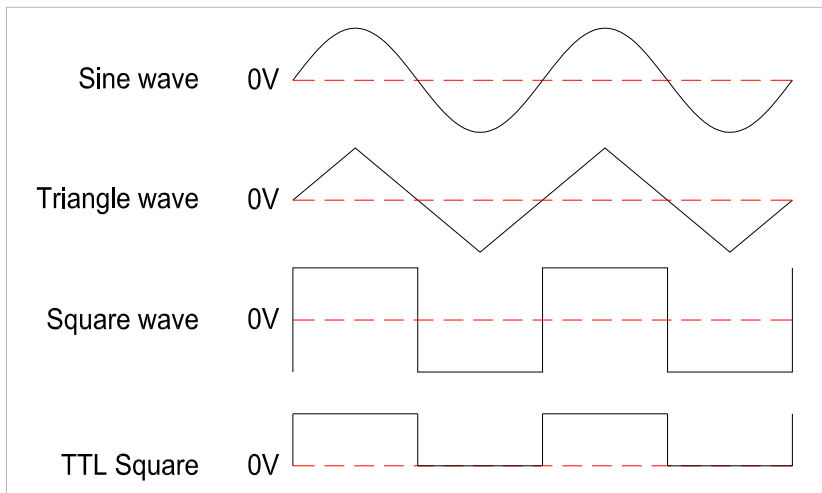 Sine wave 0V
Triangle wave 0V
Square wave 0V
TTL Square 0V